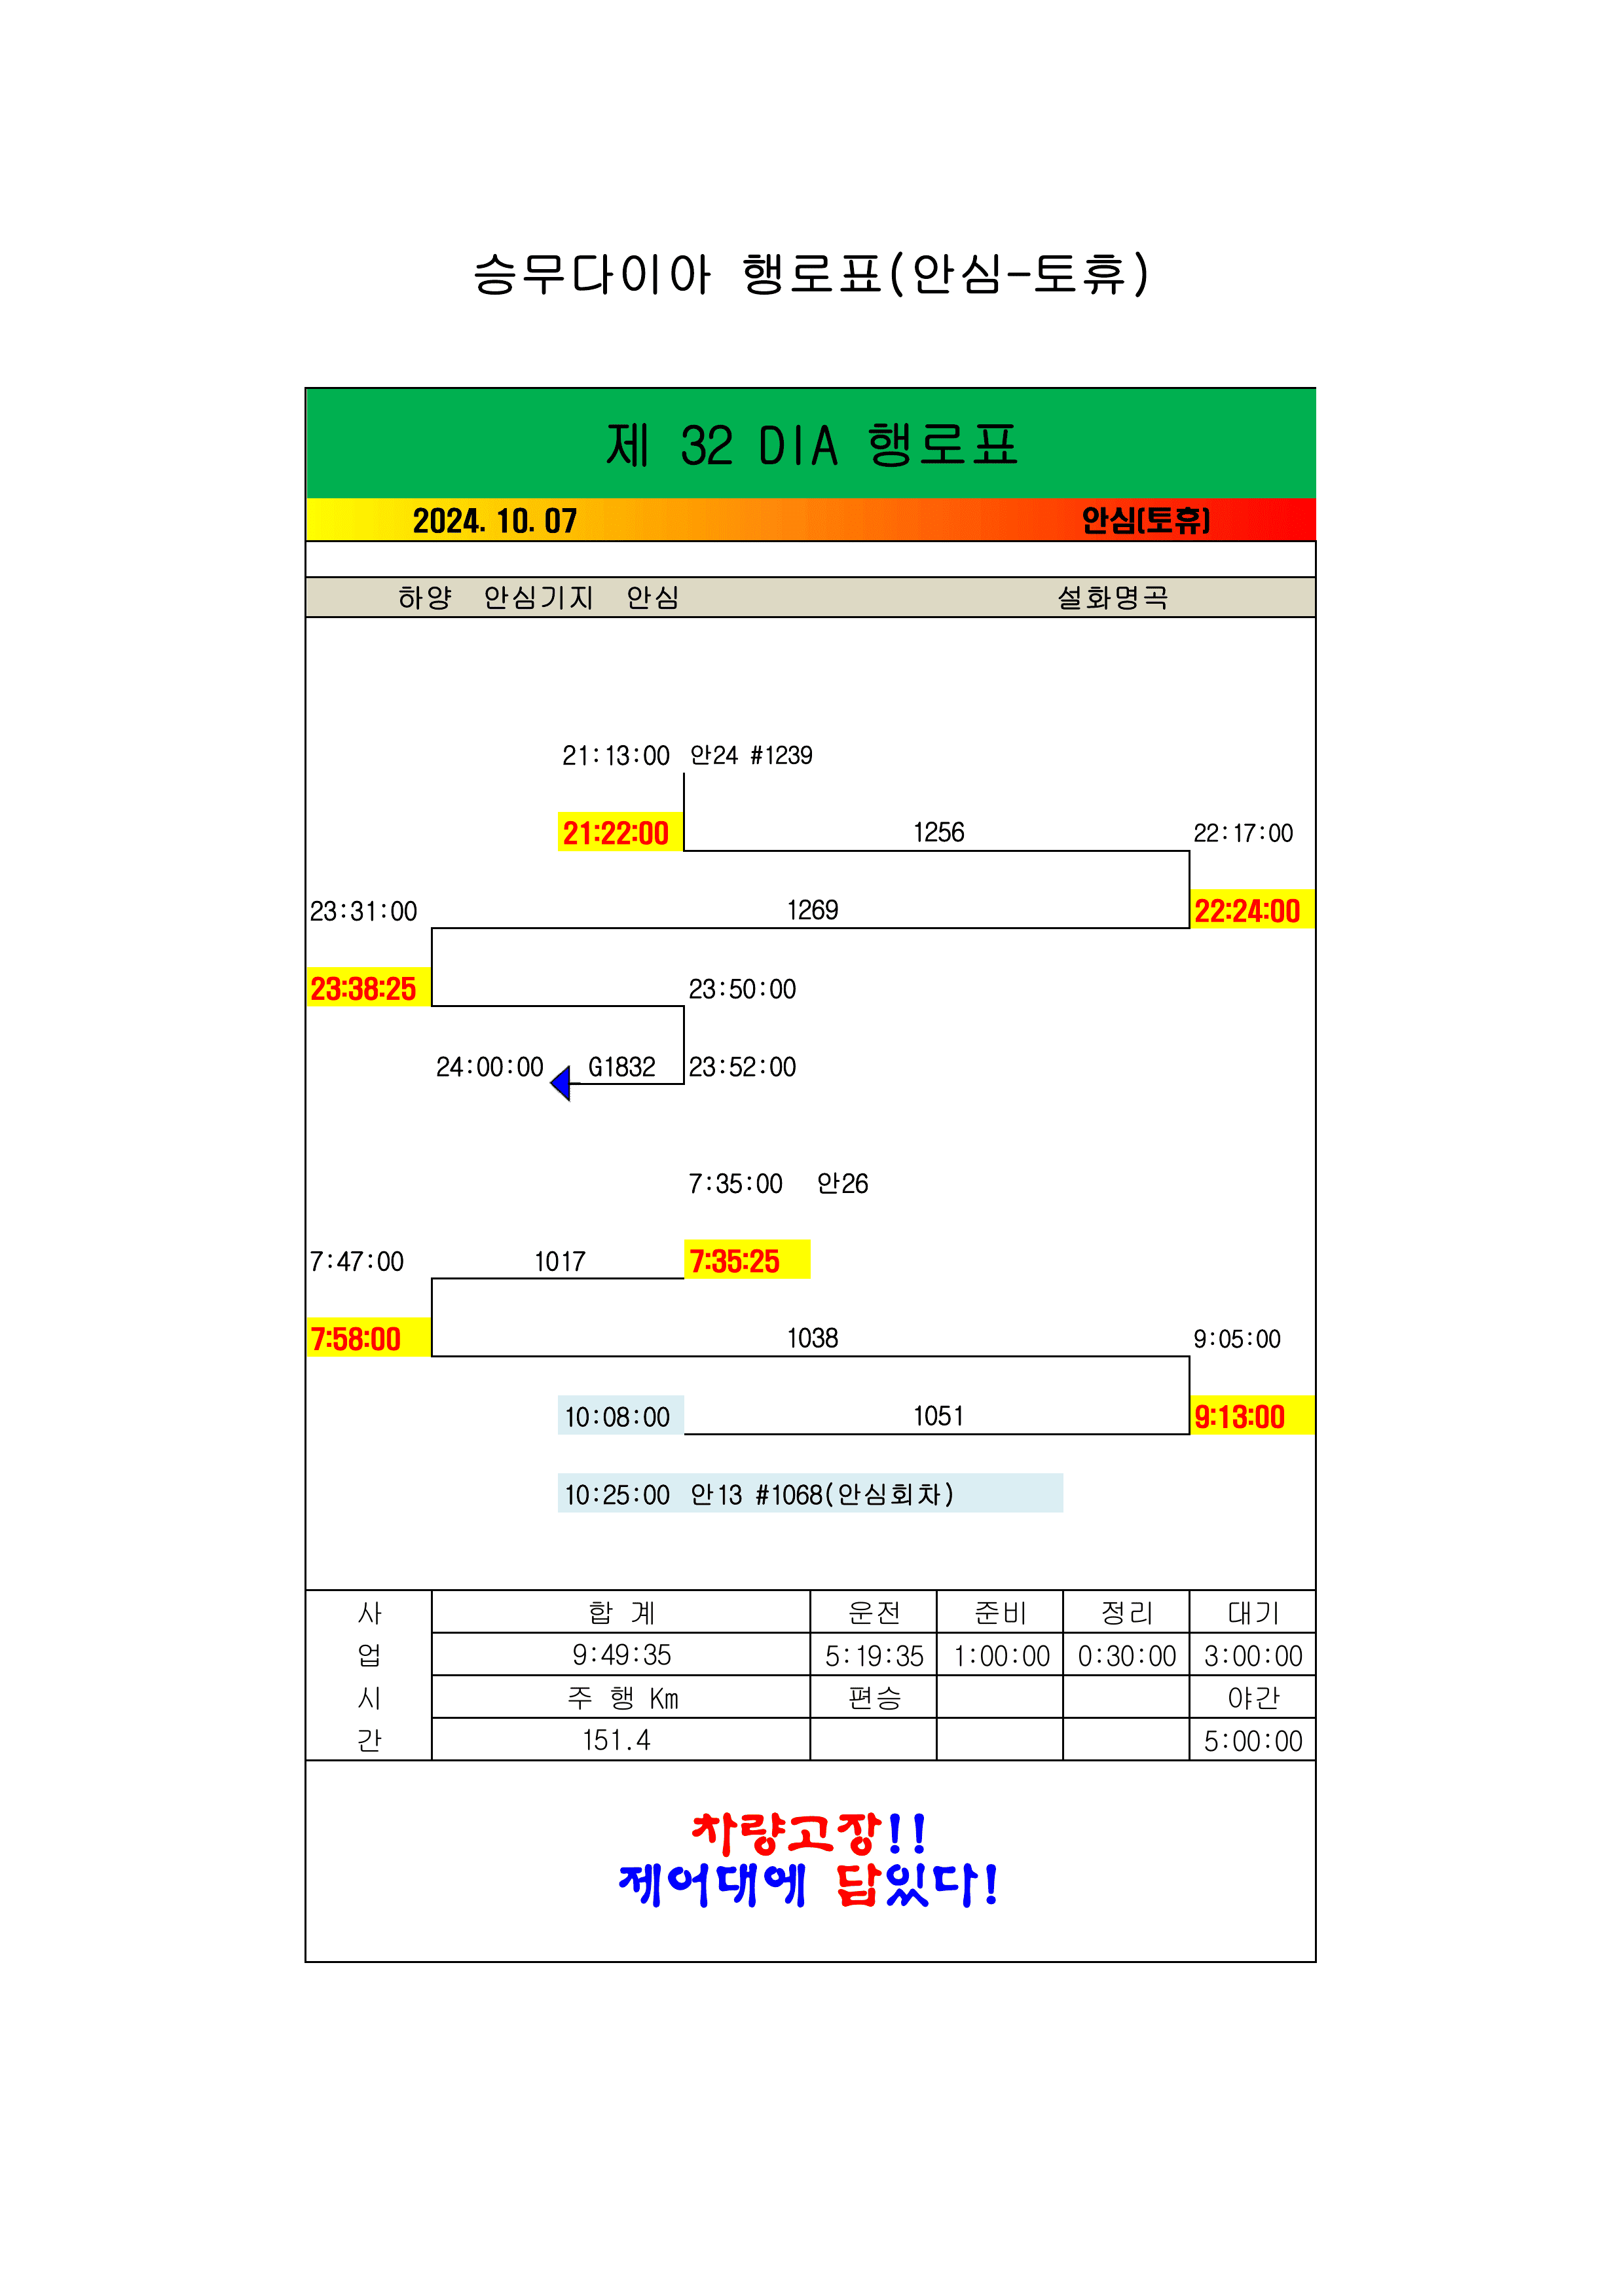 승무다이아 행로표(안심-토휴)
제 32 DIA 행로표
2024. 10. 07 안심(토휴)
하양 안심기지 안심 설화명곡
21:13:00 안24 #1239
21:22:00 1256 22:17:00
23:31:00 1269 22:24:00
23:38:25 23:50:00
24:00:00 G1832 23:52:00
7:35:00 안26
7:47:00 1017 7:35:25
7:58:00 1038 9:05:00
10:08:00 1051 9:13:00
10:25:00 안13 #1068(안심회차)
사 합 계 운전 준비 정리 대기
업 9:49:35 5:19:35 1:00:00 0:30:00 3:00:00
시 주 행 Km 편승 야간
간 151.4 5:00:00
차량고장!!
제어대에 답있다!